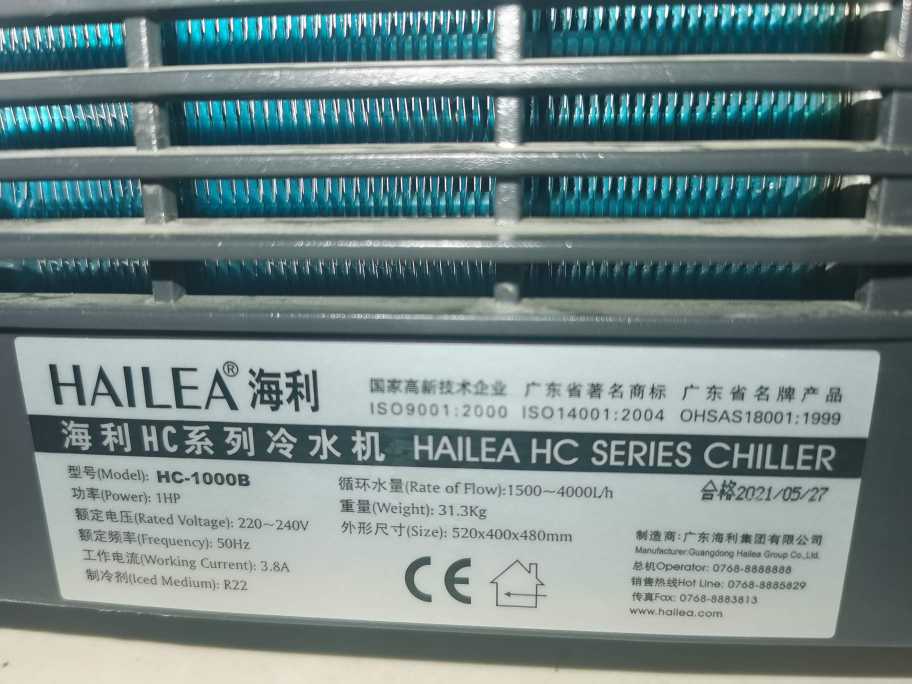 HAILEA® 海利
国家高新技术企业 广东省著名商标 广东省名牌产品
ISO9001:2000 ISO14001:2004 OHSAS18001:1999
海利HC系列冷水机 HAILEA HC SERIES CHILLER
型号(Model): HC-1000B
功率(Power): 1HP
额定电压(Rated Voltage): 220～240V
额定频率(Frequency): 50Hz
工作电流(Working Current): 3.8A
制冷剂(Iced Medium): R22
循环水量(Rate of Flow):1500～4000L/h
重量(Weight): 31.3Kg
外形尺寸(Size): 520x400x480mm
CE
合格2021/05/27
制造商:广东海利集团有限公司
Manufacturer:Guangdong Hailea Group Co.,Ltd.
总机Operator: 0768-8888888
销售热线Hot Line: 0768-8885829
传真Fax: 0768-8883813
www.hailea.com